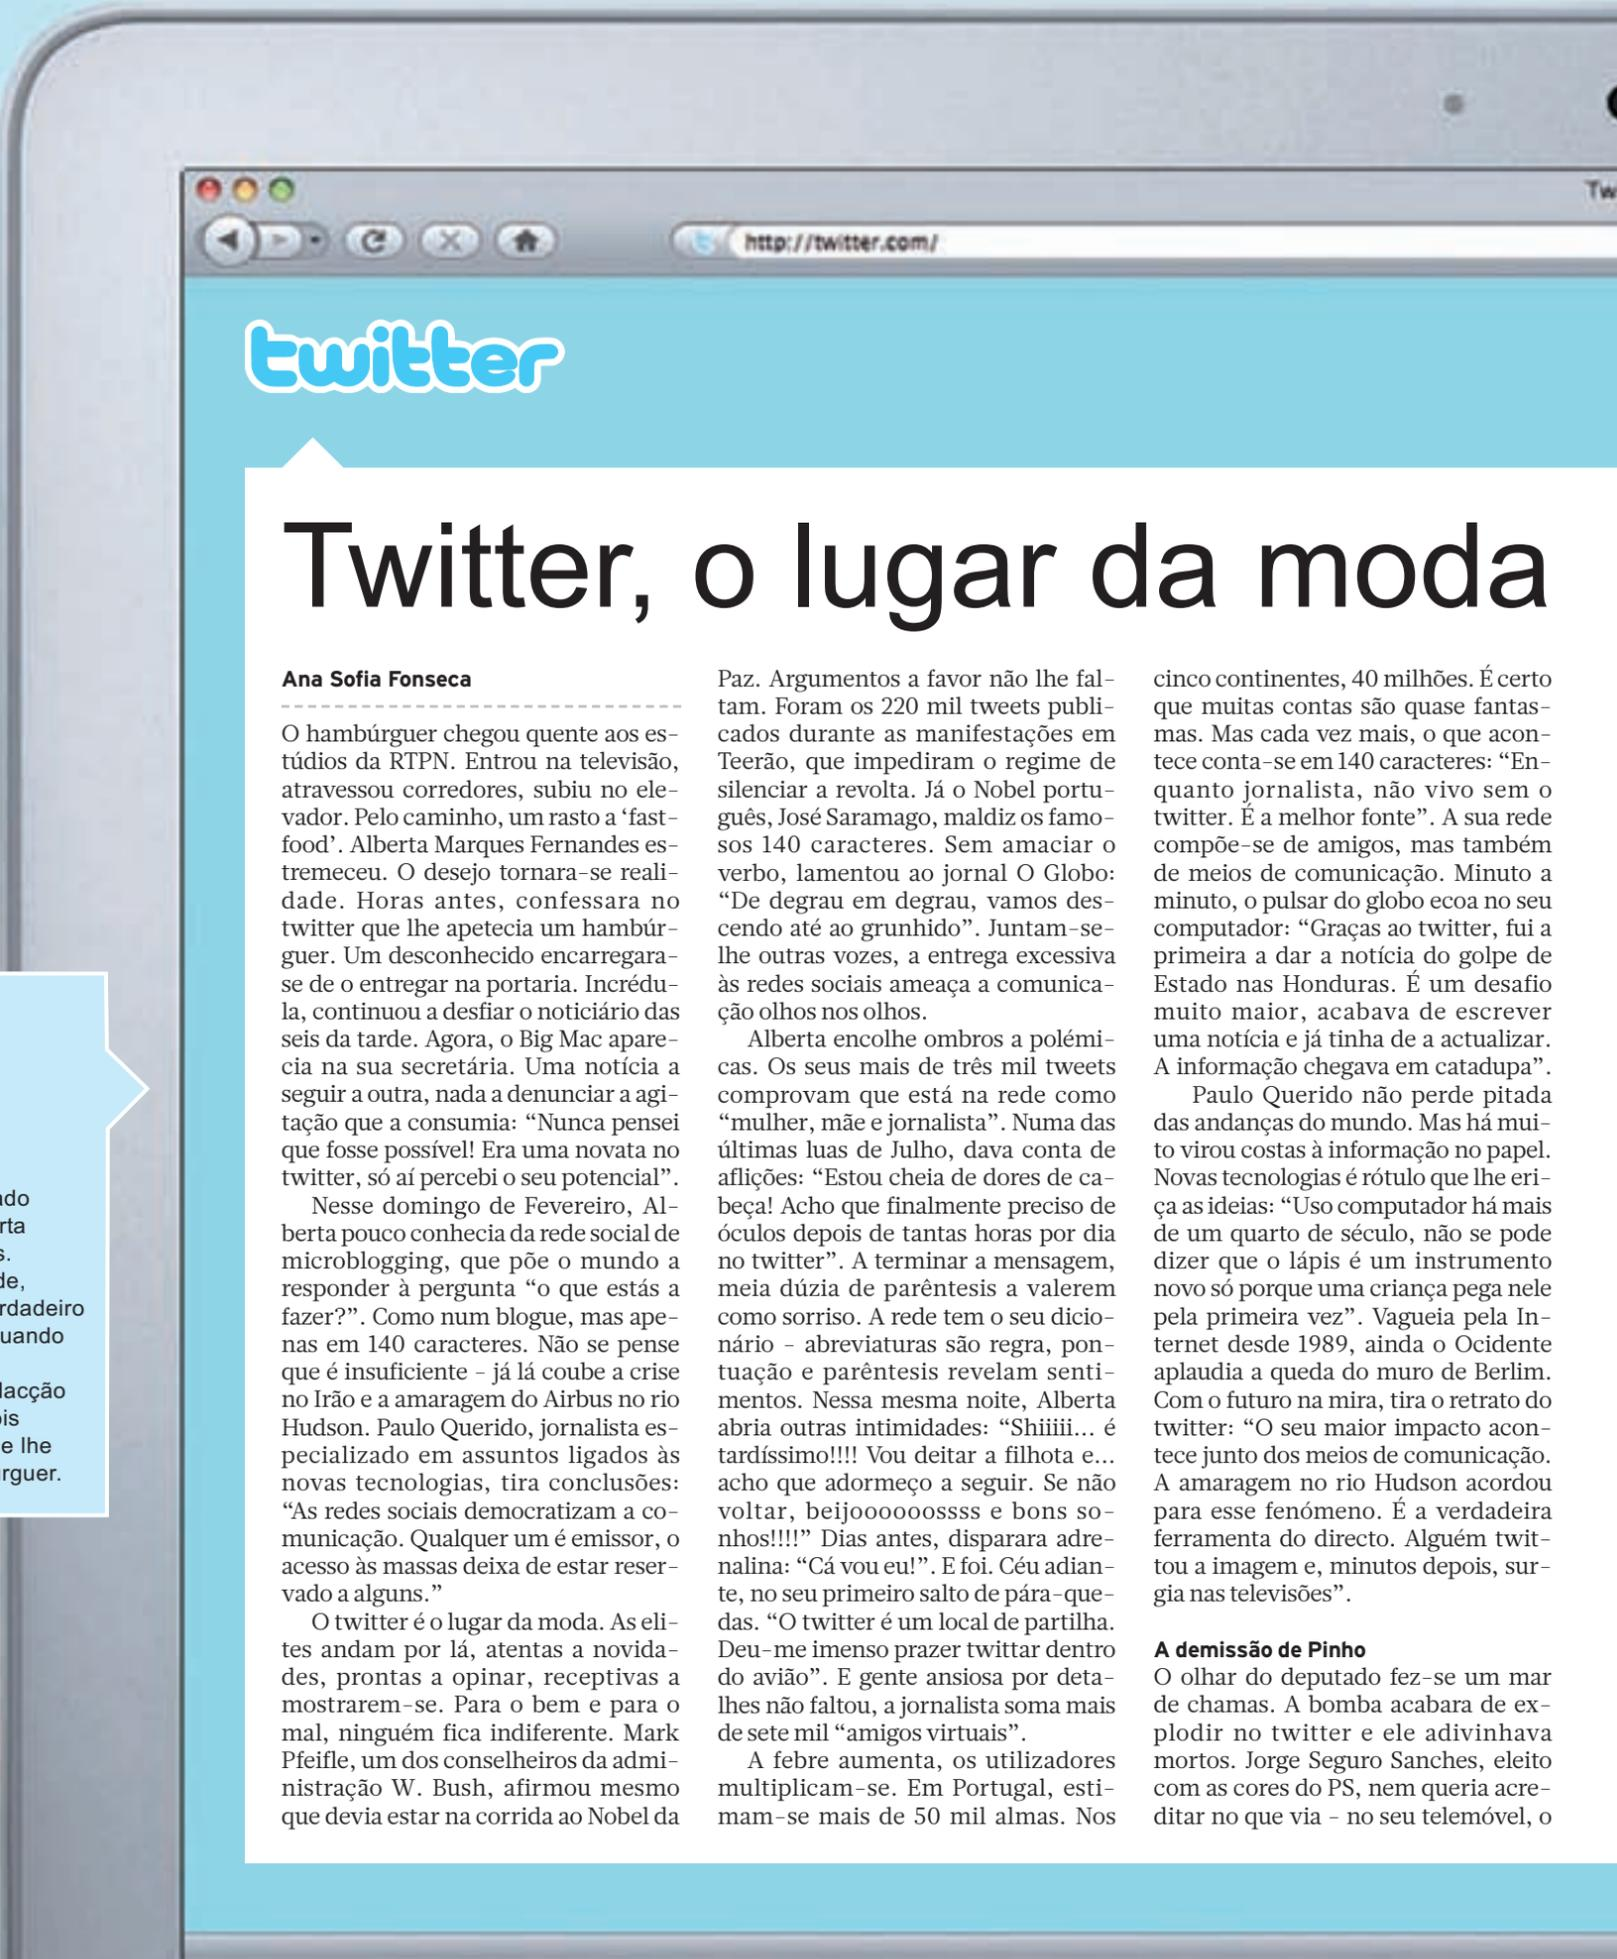 Tw
http://twitter.com/
twitter
Twitter, o lugar da moda
Ana Sofia Fonseca
O hambúrguer chegou quente aos es-
túdios da RTPN. Entrou na televisão,
atravessou corredores, subiu no ele-
vador. Pelo caminho, um rasto a ‘fast-
food’. Alberta Marques Fernandes es-
tremeceu. O desejo tornara-se reali-
dade. Horas antes, confessara no
twitter que lhe apetecia um hambúr-
guer. Um desconhecido encarregara-
se de o entregar na portaria. Incrédu-
la, continuou a desfiar o noticiário das
seis da tarde. Agora, o Big Mac apare-
cia na sua secretária. Uma notícia a
seguir a outra, nada a denunciar a agi-
tação que a consumia: “Nunca pensei
que fosse possível! Era uma novata no
twitter, só aí percebi o seu potencial”.
Nesse domingo de Fevereiro, Al-
berta pouco conhecia da rede social de
microblogging, que põe o mundo a
responder à pergunta “o que estás a
fazer?”. Como num blogue, mas ape-
nas em 140 caracteres. Não se pense
que é insuficiente – já lá coube a crise
no Irão e a amaragem do Airbus no rio
Hudson. Paulo Querido, jornalista es-
pecializado em assuntos ligados às
novas tecnologias, tira conclusões:
“As redes sociais democratizam a co-
municação. Qualquer um é emissor, o
acesso às massas deixa de estar reser-
vado a alguns.”
O twitter é o lugar da moda. As eli-
tes andam por lá, atentas a novida-
des, prontas a opinar, receptivas a
mostrarem-se. Para o bem e para o
mal, ninguém fica indiferente. Mark
Pfeifle, um dos conselheiros da admi-
nistração W. Bush, afirmou mesmo
que devia estar na corrida ao Nobel da
Paz. Argumentos a favor não lhe fal-
tam. Foram os 220 mil tweets publi-
cados durante as manifestações em
Teerão, que impediram o regime de
silenciar a revolta. Já o Nobel portu-
guês, José Saramago, maldiz os famo-
sos 140 caracteres. Sem amaciar o
verbo, lamentou ao jornal O Globo:
“De degrau em degrau, vamos des-
cendo até ao grunhido”. Juntam-se-
lhe outras vozes, a entrega excessiva
às redes sociais ameaça a comunica-
ção olhos nos olhos.
Alberta encolhe ombros a polémi-
cas. Os seus mais de três mil tweets
comprovam que está na rede como
“mulher, mãe e jornalista”. Numa das
últimas luas de Julho, dava conta de
aflições: “Estou cheia de dores de ca-
beça! Acho que finalmente preciso de
óculos depois de tantas horas por dia
no twitter”. A terminar a mensagem,
meia dúzia de parêntesis a valerem
como sorriso. A rede tem o seu dicio-
nário – abreviaturas são regra, pon-
tuação e parêntesis revelam senti-
mentos. Nessa mesma noite, Alberta
abria outras intimidades: “Shiiiii... é
tardíssimo!!!! Vou deitar a filhota e...
acho que adormeço a seguir. Se não
voltar, beijoooooossss e bons so-
nhos!!!!” Dias antes, disparara adre-
nalina: “Cá vou eu!”. E foi. Céu adian-
te, no seu primeiro salto de pára-que-
das. “O twitter é um local de partilha.
Deu-me imenso prazer twittar dentro
do avião”. E gente ansiosa por deta-
lhes não faltou, a jornalista soma mais
de sete mil “amigos virtuais”.
A febre aumenta, os utilizadores
multiplicam-se. Em Portugal, esti-
mam-se mais de 50 mil almas. Nos
cinco continentes, 40 milhões. É certo
que muitas contas são quase fantas-
mas. Mas cada vez mais, o que acon-
tece conta-se em 140 caracteres: “En-
quanto jornalista, não vivo sem o
twitter. É a melhor fonte”. A sua rede
compõe-se de amigos, mas também
de meios de comunicação. Minuto a
minuto, o pulsar do globo ecoa no seu
computador: “Graças ao twitter, fui a
primeira a dar a notícia do golpe de
Estado nas Honduras. É um desafio
muito maior, acabava de escrever
uma notícia e já tinha de a actualizar.
A informação chegava em catadupa”.
Paulo Querido não perde pitada
das andanças do mundo. Mas há mui-
to virou costas à informação no papel.
Novas tecnologias é rótulo que lhe eri-
ça as ideias: “Uso computador há mais
de um quarto de século, não se pode
dizer que o lápis é um instrumento
novo só porque uma criança pega nele
pela primeira vez”. Vagueia pela In-
ternet desde 1989, ainda o Ocidente
aplaudia a queda do muro de Berlim.
Com o futuro na mira, tira o retrato do
twitter: “O seu maior impacto acon-
tece junto dos meios de comunicação.
A amaragem no rio Hudson acordou
para esse fenómeno. É a verdadeira
ferramenta do directo. Alguém twit-
tou a imagem e, minutos depois, sur-
gia nas televisões”.
A demissão de Pinho
O olhar do deputado fez-se um mar
de chamas. A bomba acabara de ex-
plodir no twitter e ele adivinhava
mortos. Jorge Seguro Sanches, eleito
com as cores do PS, nem queria acre-
ditar no que via – no seu telemóvel, o
ado
rta
s.
de,
rdadeiro
uando
dacção
ois
e lhe
rguer.